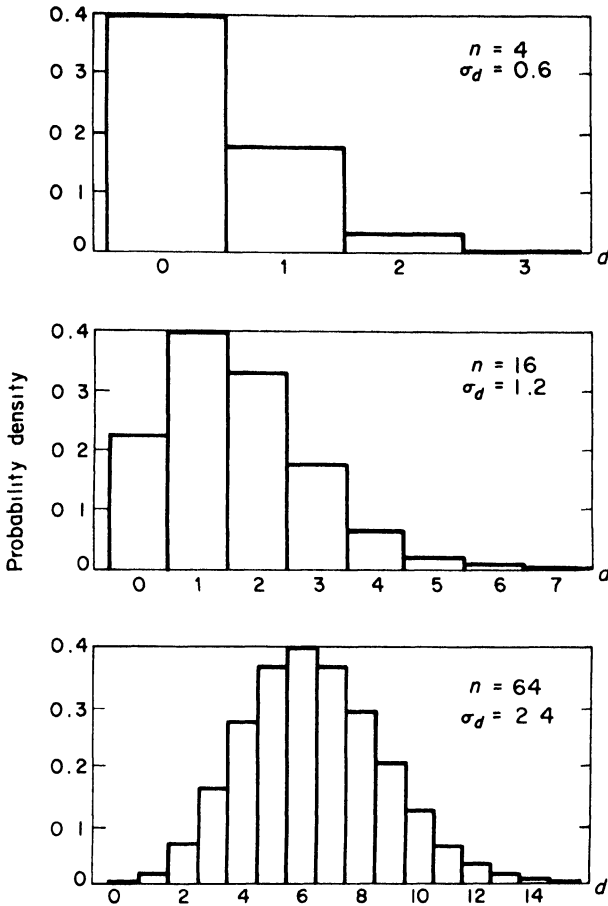 0.4
n = 4
σd = 0.6
0 3
0 2
0 1
0
0 1 2 3 d
Probability density
0.4
n = 16
σd = 1.2
0 3
0 2
0 1
0
0 1 2 3 4 5 6 7 d
0.4
n = 64
σd = 2 4
0.3
0.2
0 1
0
0 2 4 6 8 10 12 14 d